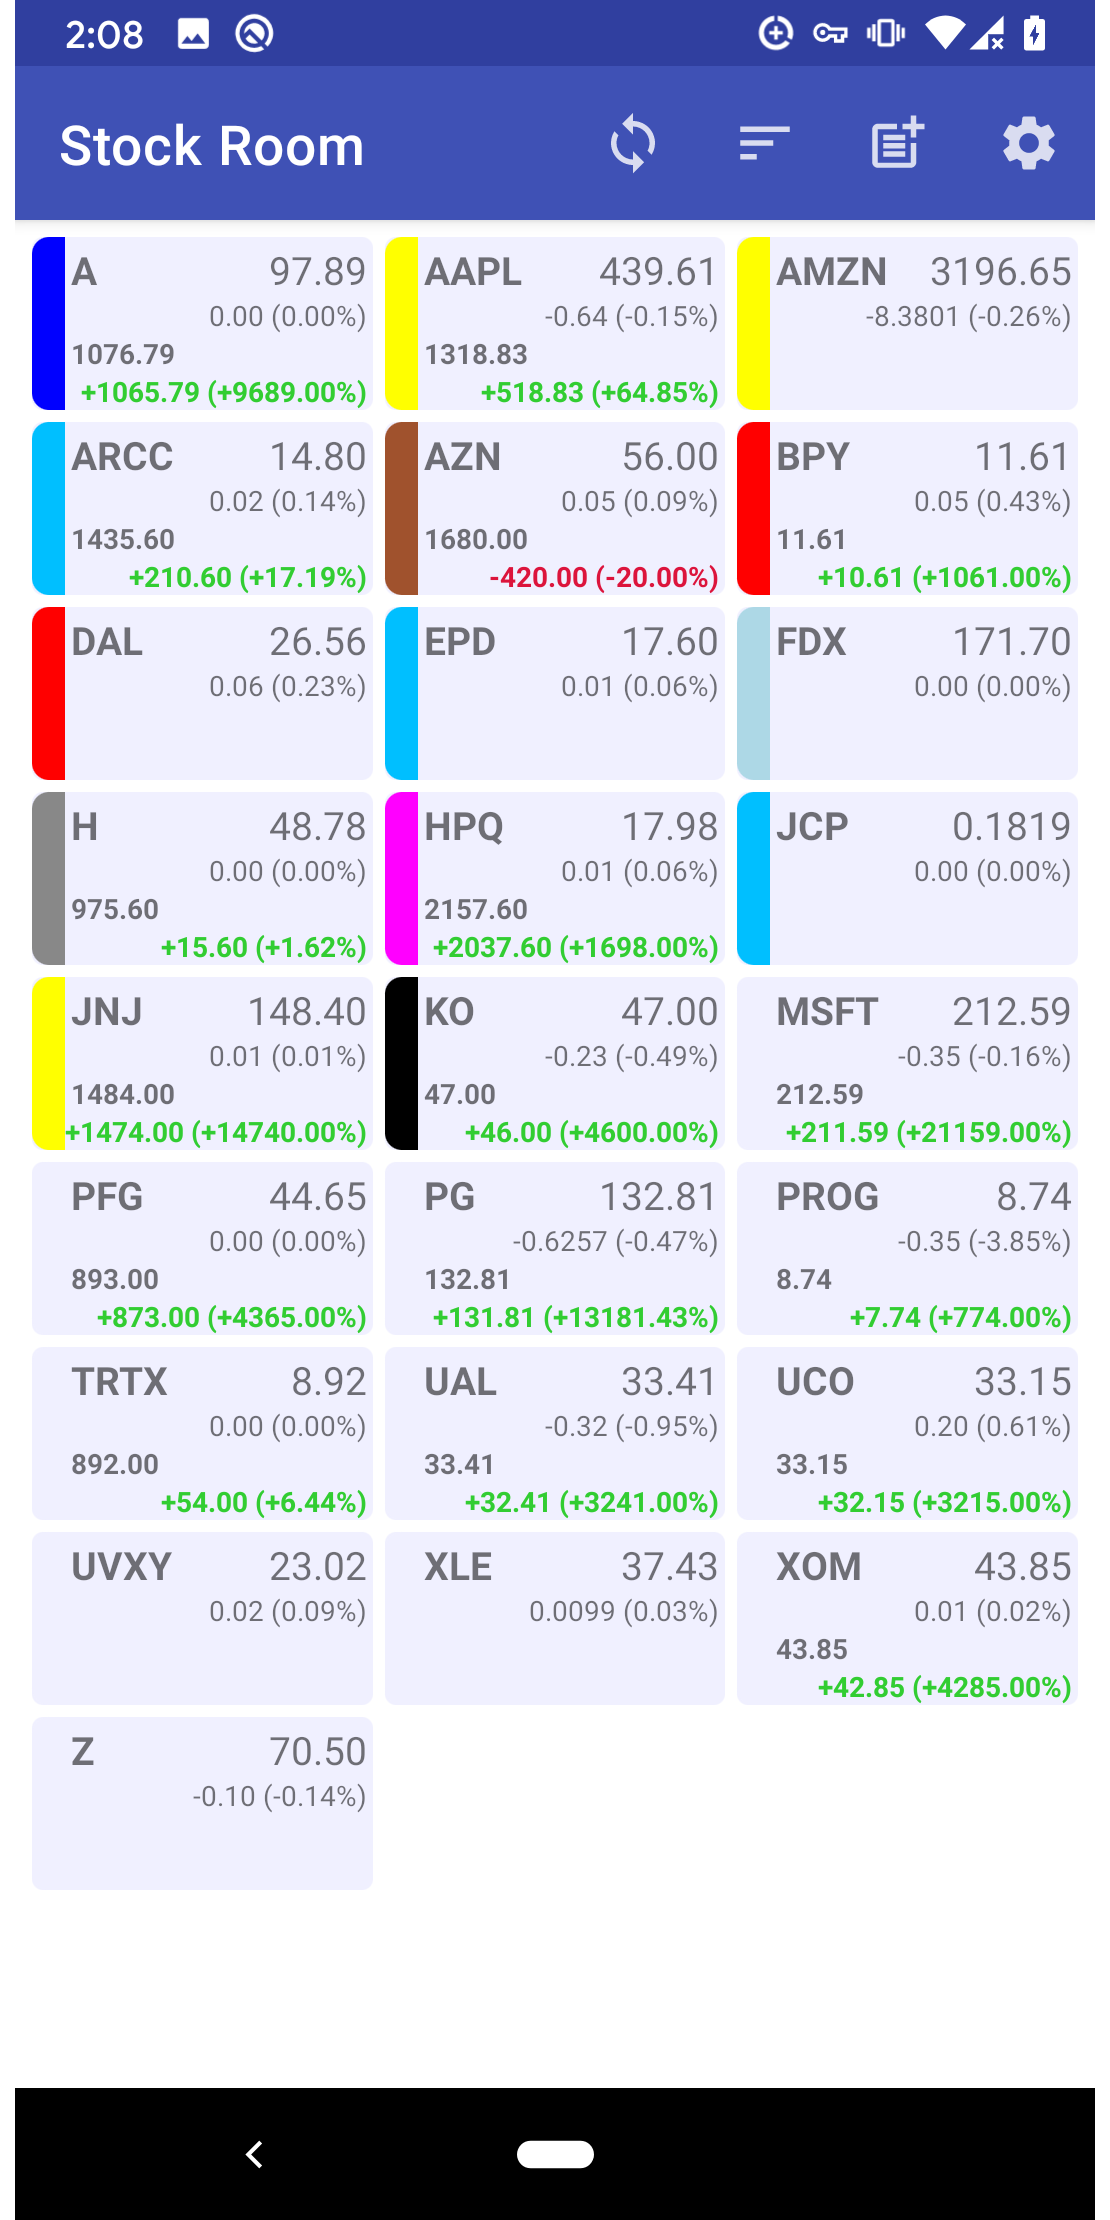 2:08
Stock Room
A 97.89
0.00 (0.00%)
1076.79
+1065.79 (+9689.00%)
AAPL 439.61
-0.64 (-0.15%)
1318.83
+518.83 (+64.85%)
AMZN 3196.65
-8.3801 (-0.26%)
ARCC 14.80
0.02 (0.14%)
1435.60
+210.60 (+17.19%)
AZN 56.00
0.05 (0.09%)
1680.00
-420.00 (-20.00%)
BPY 11.61
0.05 (0.43%)
11.61
+10.61 (+1061.00%)
DAL 26.56
0.06 (0.23%)
EPD 17.60
0.01 (0.06%)
FDX 171.70
0.00 (0.00%)
H 48.78
0.00 (0.00%)
975.60
+15.60 (+1.62%)
HPQ 17.98
0.01 (0.06%)
2157.60
+2037.60 (+1698.00%)
JCP 0.1819
0.00 (0.00%)
JNJ 148.40
0.01 (0.01%)
1484.00
+1474.00 (+14740.00%)
KO 47.00
-0.23 (-0.49%)
47.00
+46.00 (+4600.00%)
MSFT 212.59
-0.35 (-0.16%)
212.59
+211.59 (+21159.00%)
PFG 44.65
0.00 (0.00%)
893.00
+873.00 (+4365.00%)
PG 132.81
-0.6257 (-0.47%)
132.81
+131.81 (+13181.43%)
PROG 8.74
-0.35 (-3.85%)
8.74
+7.74 (+774.00%)
TRTX 8.92
0.00 (0.00%)
892.00
+54.00 (+6.44%)
UAL 33.41
-0.32 (-0.95%)
33.41
+32.41 (+3241.00%)
UCO 33.15
0.20 (0.61%)
33.15
+32.15 (+3215.00%)
UVXY 23.02
0.02 (0.09%)
XLE 37.43
0.0099 (0.03%)
XOM 43.85
0.01 (0.02%)
43.85
+42.85 (+4285.00%)
Z 70.50
-0.10 (-0.14%)